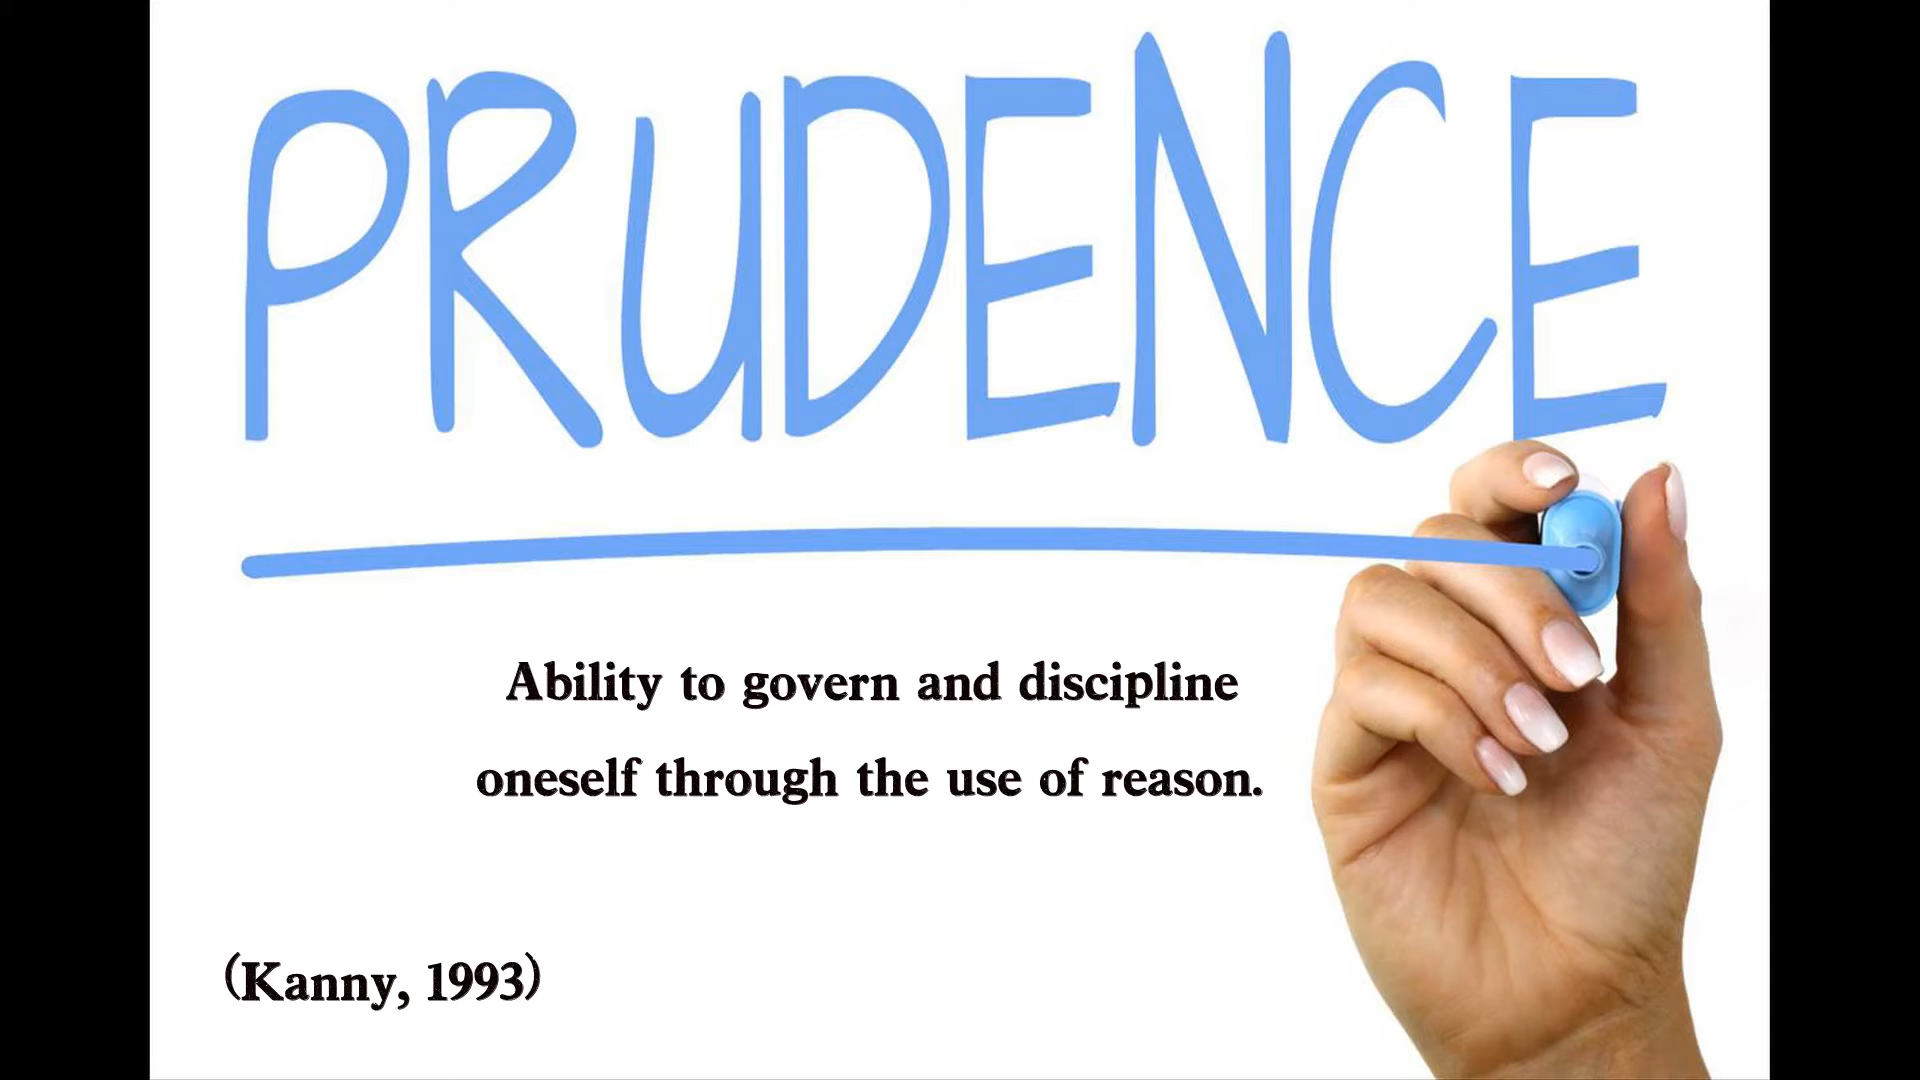 PRuDENCE
Ability to govern and discipline
oneself through the use of reason.
(Kanny, 1993)